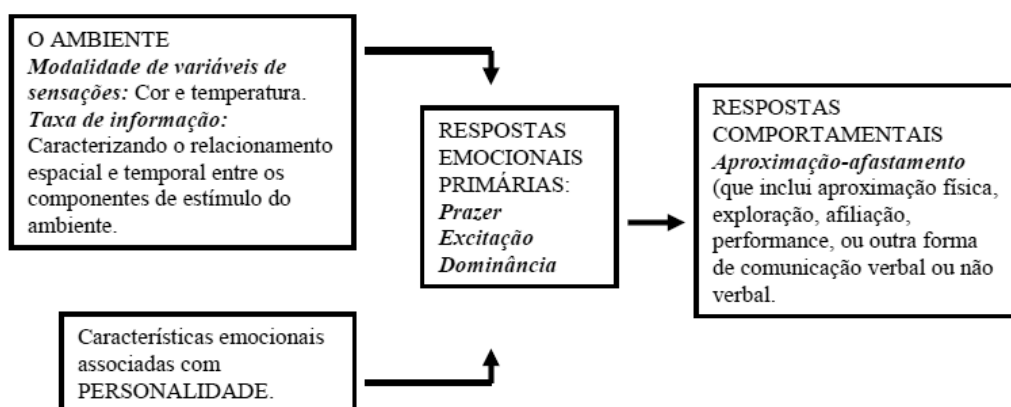 O AMBIENTE
Modalidade de variáveis de
sensações: Cor e temperatura.
Taxa de informação:
Caracterizando o relacionamento
espacial e temporal entre os
componentes de estímulo do
ambiente.
Características emocionais
associadas com
PERSONALIDADE.
RESPOSTAS
EMOCIONAIS
PRIMÁRIAS:
Prazer
Excitação
Dominância
RESPOSTAS
COMPORTAMENTAIS
Aproximação-afastamento
(que inclui aproximação física,
exploração, afiliação,
performance, ou outra forma
de comunicação verbal ou não
verbal.